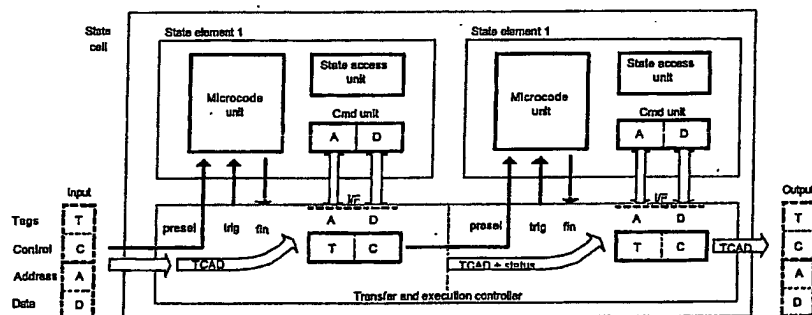 State cell
State element 1
State element 1
Microcode unit
State access unit
Cmd unit
A D
Microcode unit
State access unit
Cmd unit
A D
Input
Tags T
Control C
Address A
Data D
presel trig fin
I/F
A D
T C
TCAD
presel trig fin
I/F
A D
T C
TCAD + status
TCAD
Transfer and execution controller
Output
T
C
A
D